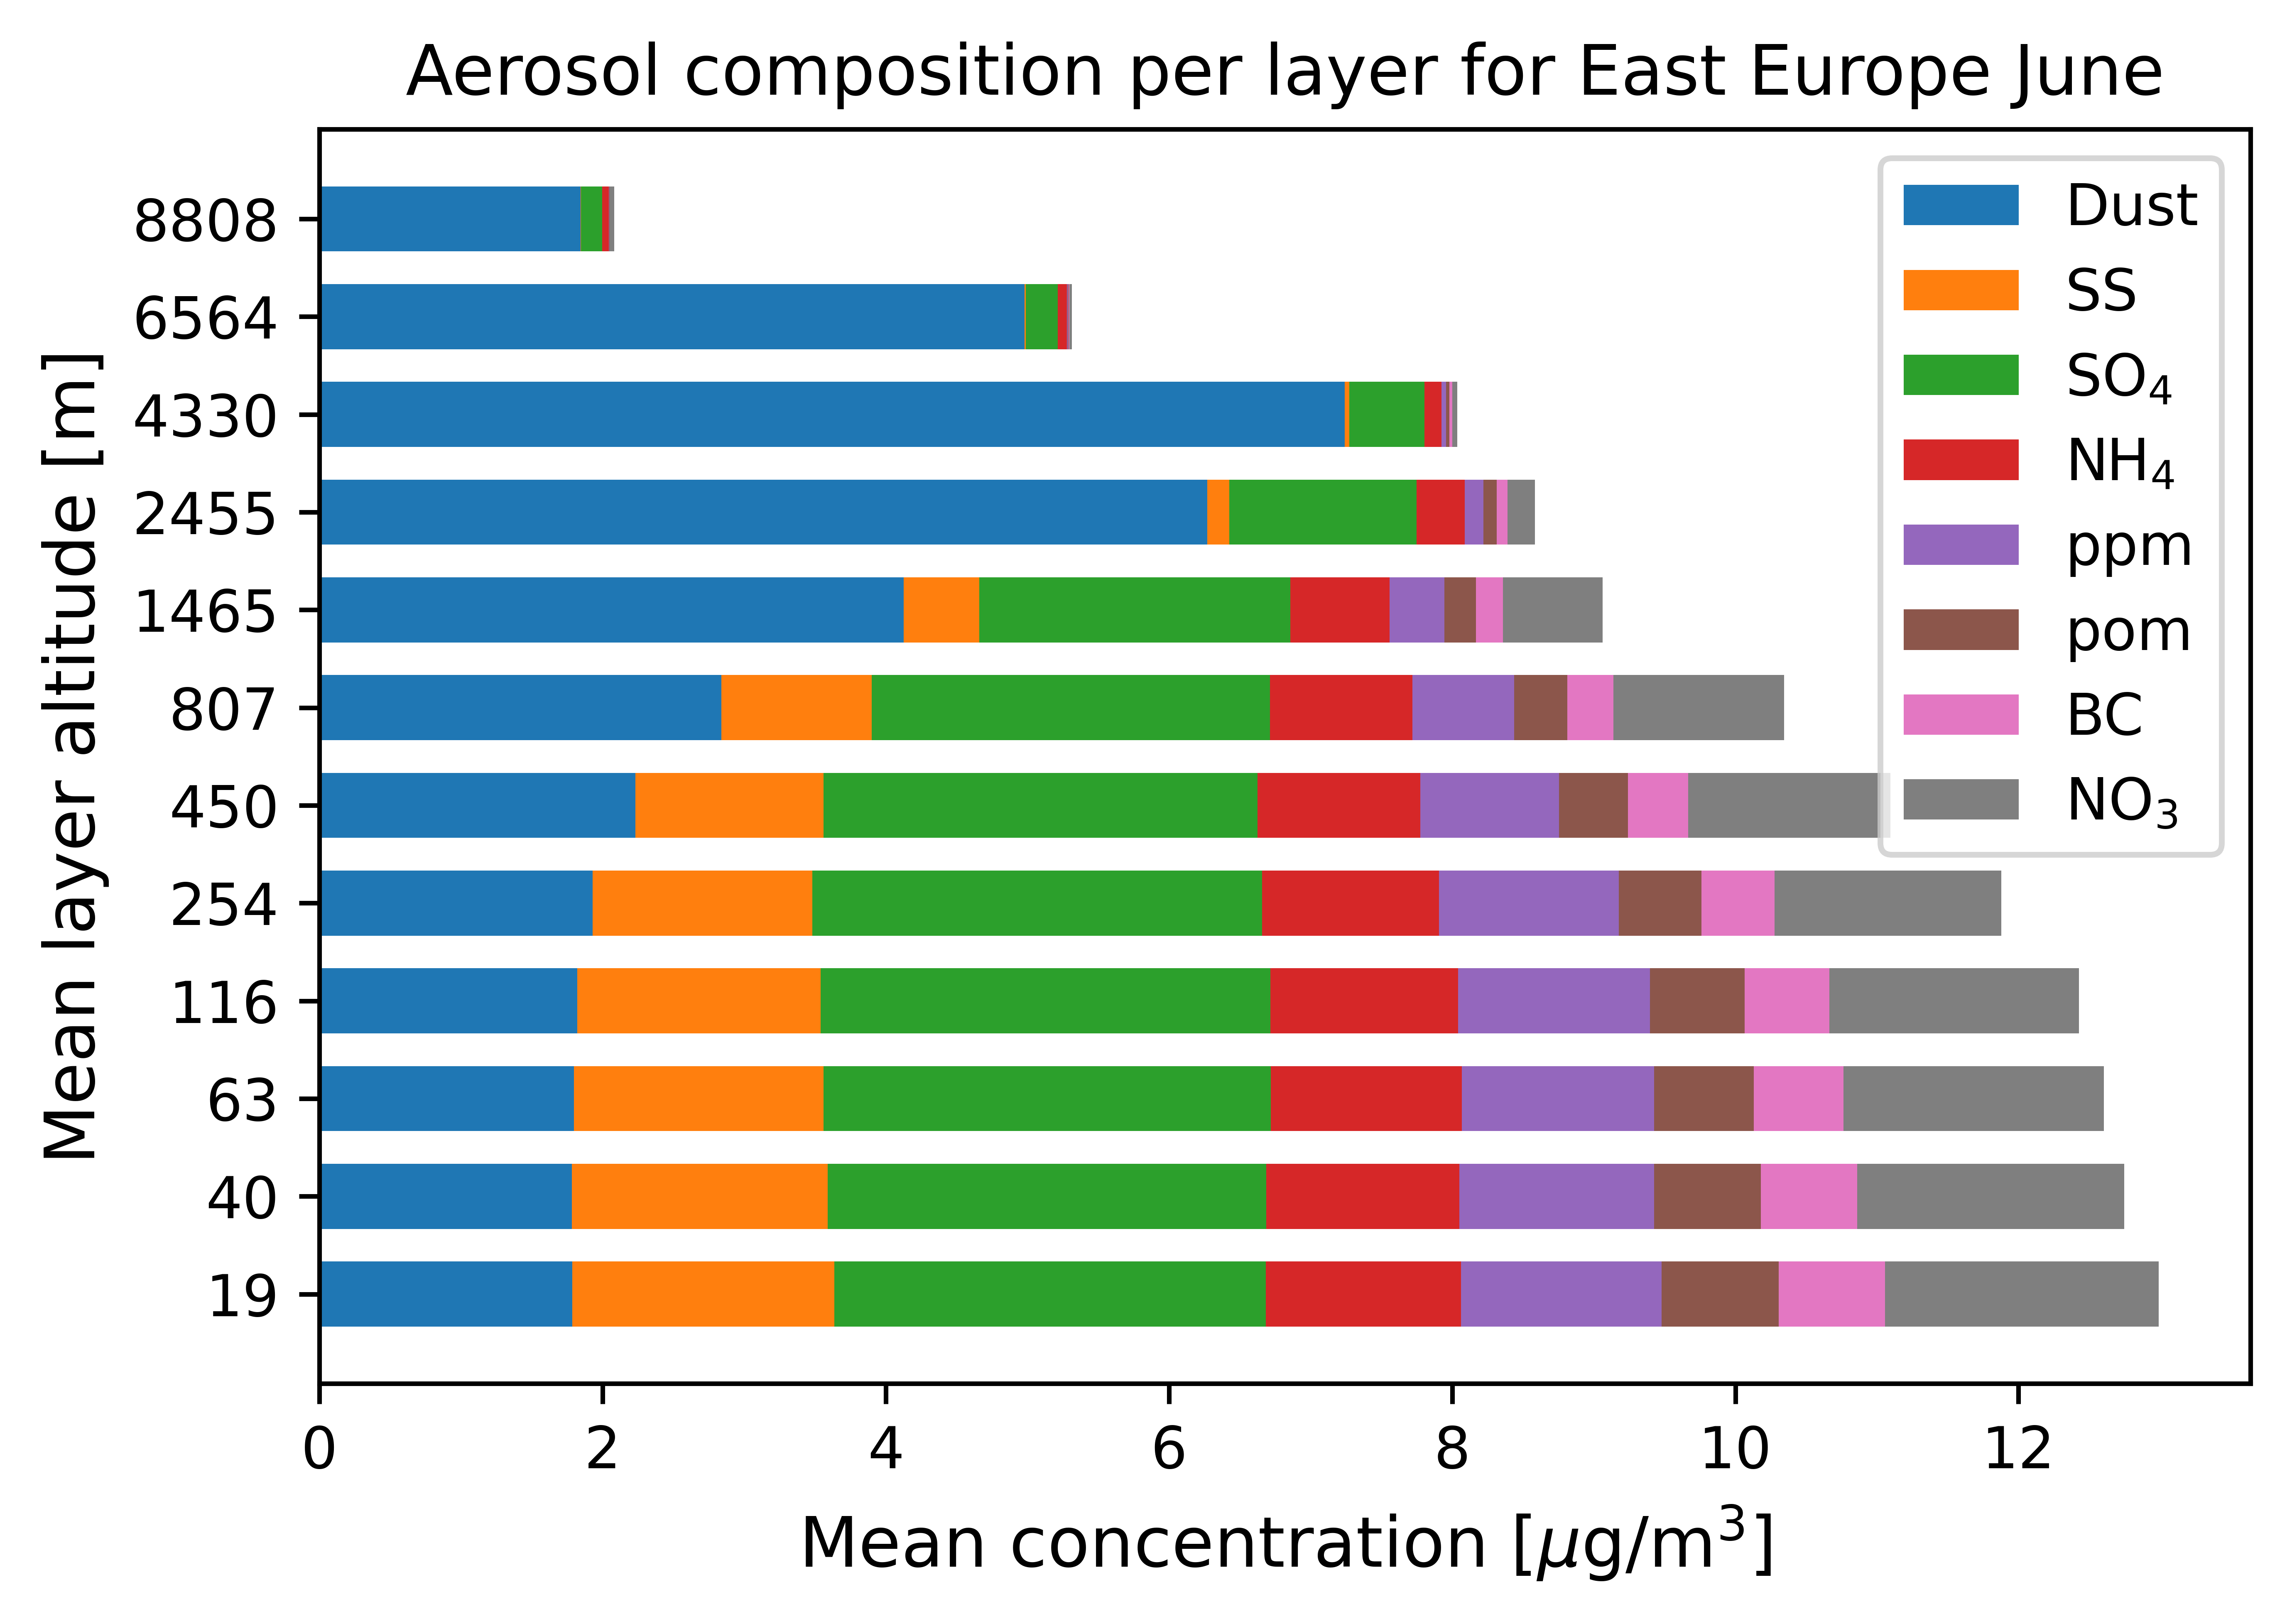 Aerosol composition per layer for East Europe June
Mean layer altitude [m]
8808
6564
4330
2455
1465
807
450
254
116
63
40
19
Dust
SS
SO₄
NH₄
ppm
pom
BC
NO₃
0 2 4 6 8 10 12
Mean concentration [μg/m³]